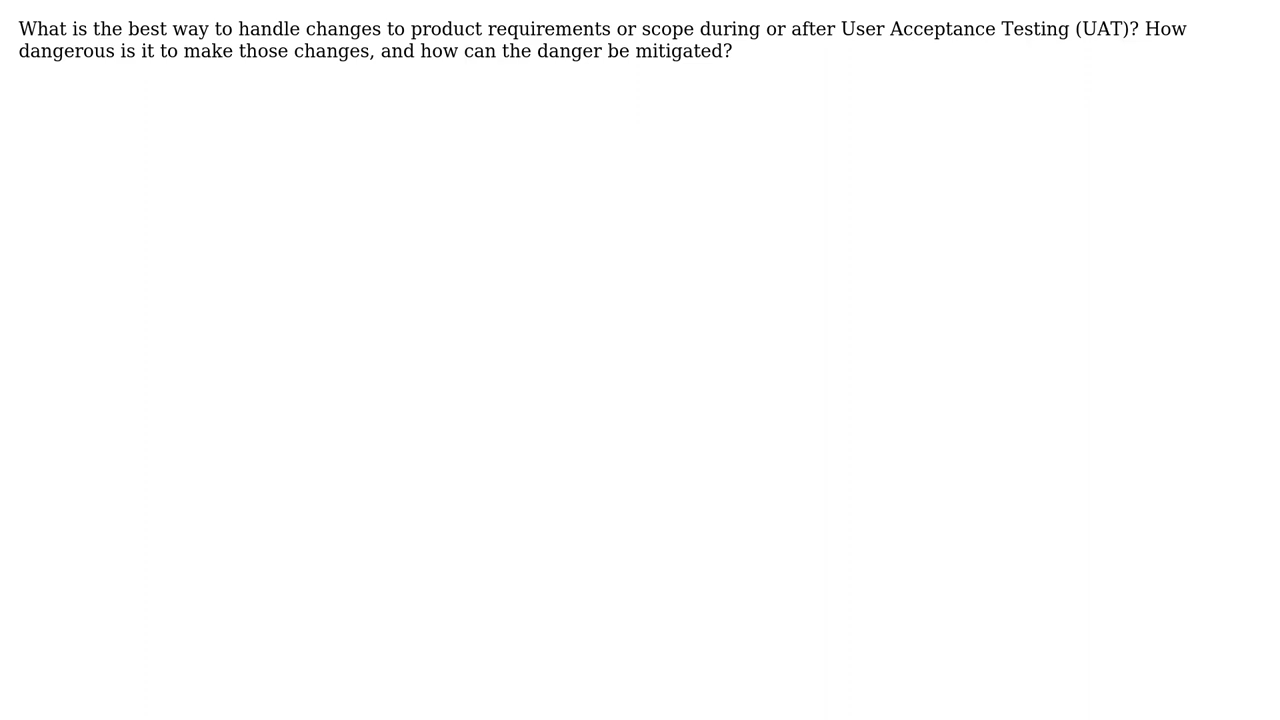 What is the best way to handle changes to product requirements or scope during or after User Acceptance Testing (UAT)? How
dangerous is it to make those changes, and how can the danger be mitigated?